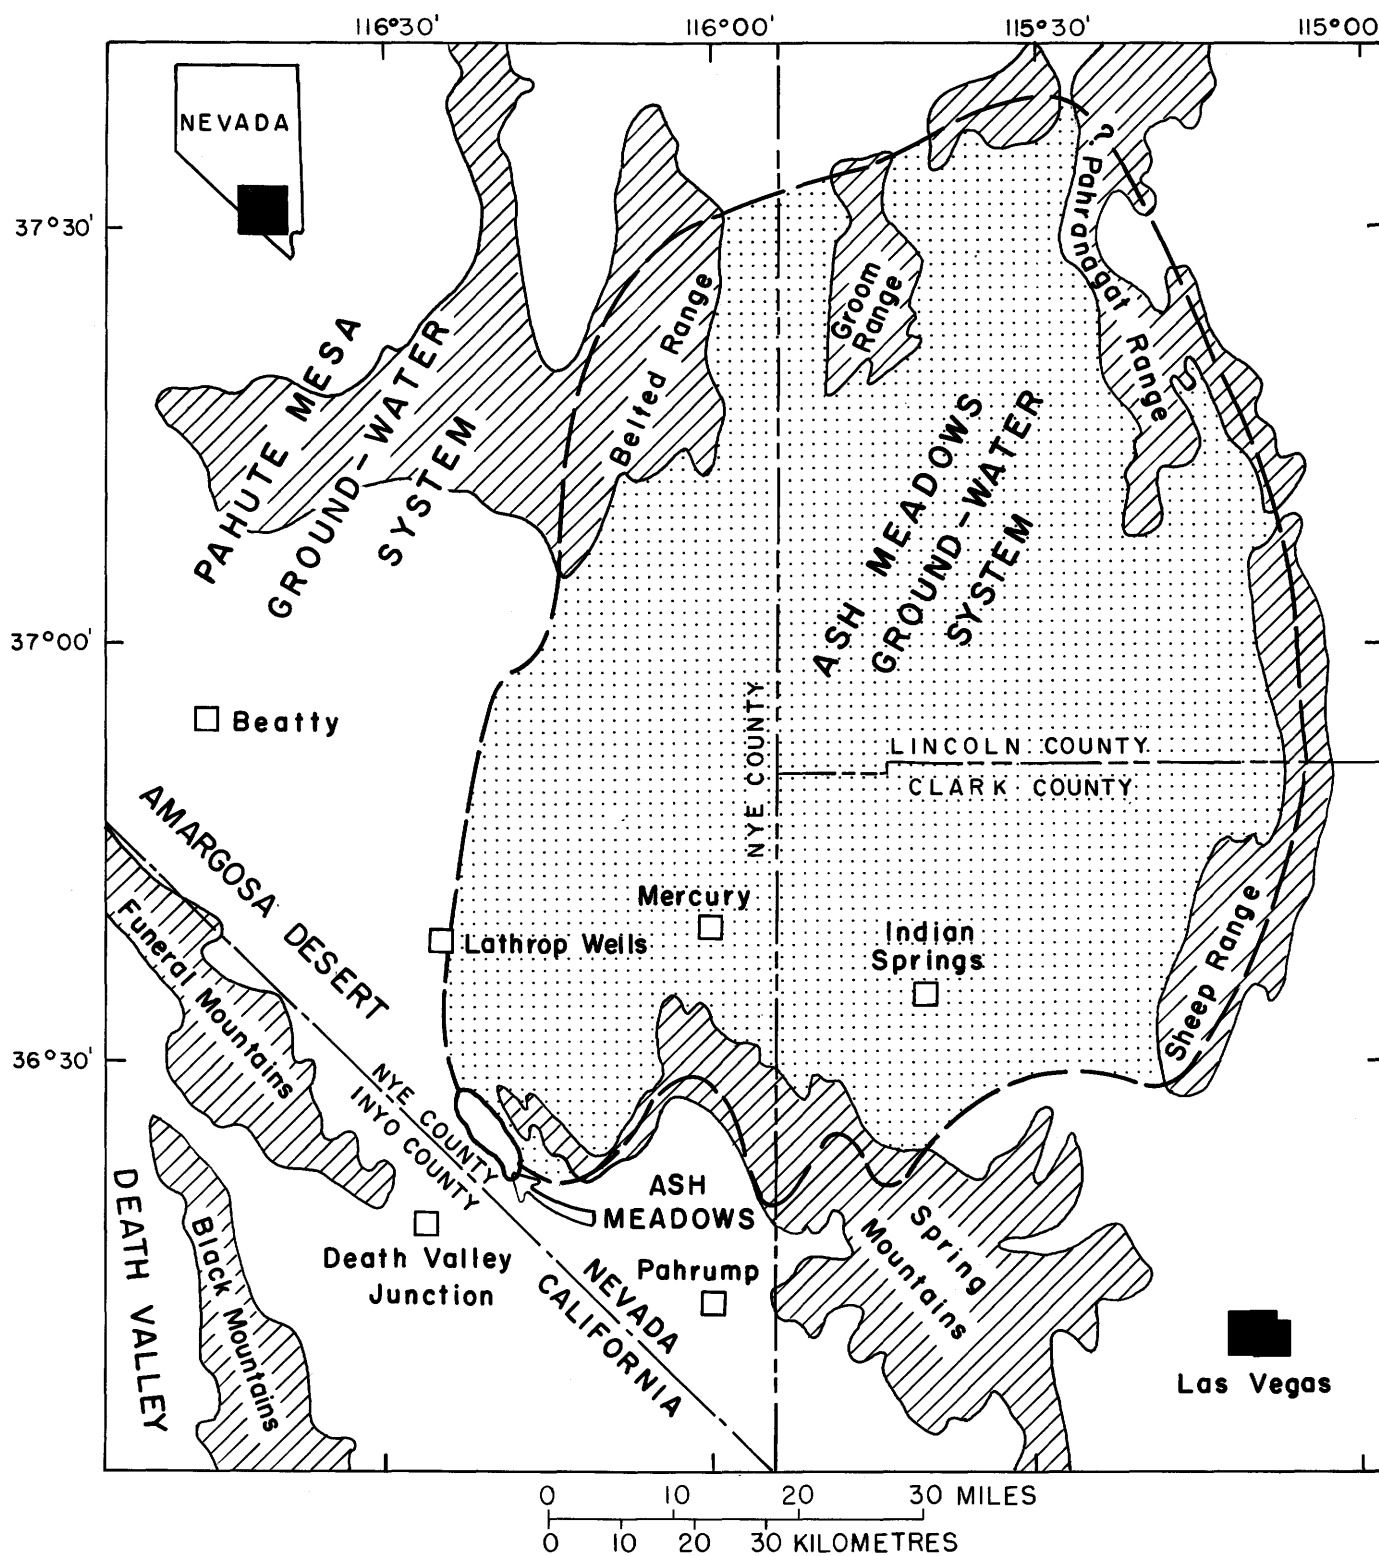 116°30'
116°00'
115°30'
115°00'
NEVADA
37°30'
37°00'
36°30'
?
Pahranagat
Range
Groom
Range
Belted Range
PAHUTE MESA
GROUND-WATER
SYSTEM
ASH MEADOWS
GROUND-WATER
SYSTEM
Beatty
NYE COUNTY
LINCOLN COUNTY
CLARK COUNTY
AMARGOSA DESERT
Mercury
Lathrop Wells
Indian
Springs
Sheep Range
Funeral Mountains
NYE COUNTY
INYO COUNTY
ASH
MEADOWS
DEATH VALLEY
Black Mountains
Death Valley
Junction
Pahrump
NEVADA
CALIFORNIA
Spring
Mountains
Las Vegas
0 10 20 30 MILES
0 10 20 30 KILOMETRES